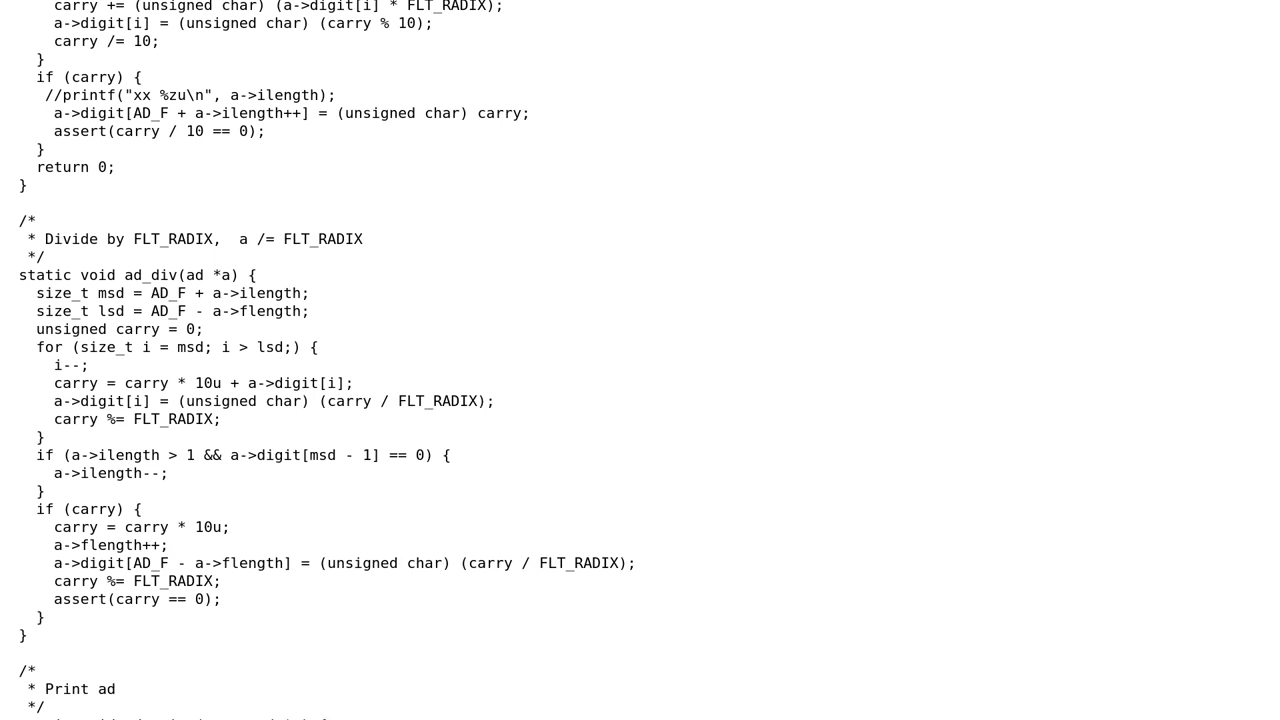 carry += (unsigned char) (a->digit[i] * FLT_RADIX);
    a->digit[i] = (unsigned char) (carry % 10);
    carry /= 10;
  }
  if (carry) {
   //printf("xx %zu\n", a->ilength);
    a->digit[AD_F + a->ilength++] = (unsigned char) carry;
    assert(carry / 10 == 0);
  }
  return 0;
}

/*
 * Divide by FLT_RADIX,  a /= FLT_RADIX
 */
static void ad_div(ad *a) {
  size_t msd = AD_F + a->ilength;
  size_t lsd = AD_F - a->flength;
  unsigned carry = 0;
  for (size_t i = msd; i > lsd;) {
    i--;
    carry = carry * 10u + a->digit[i];
    a->digit[i] = (unsigned char) (carry / FLT_RADIX);
    carry %= FLT_RADIX;
  }
  if (a->ilength > 1 && a->digit[msd - 1] == 0) {
    a->ilength--;
  }
  if (carry) {
    carry = carry * 10u;
    a->flength++;
    a->digit[AD_F - a->flength] = (unsigned char) (carry / FLT_RADIX);
    carry %= FLT_RADIX;
    assert(carry == 0);
  }
}

/*
 * Print ad
 */